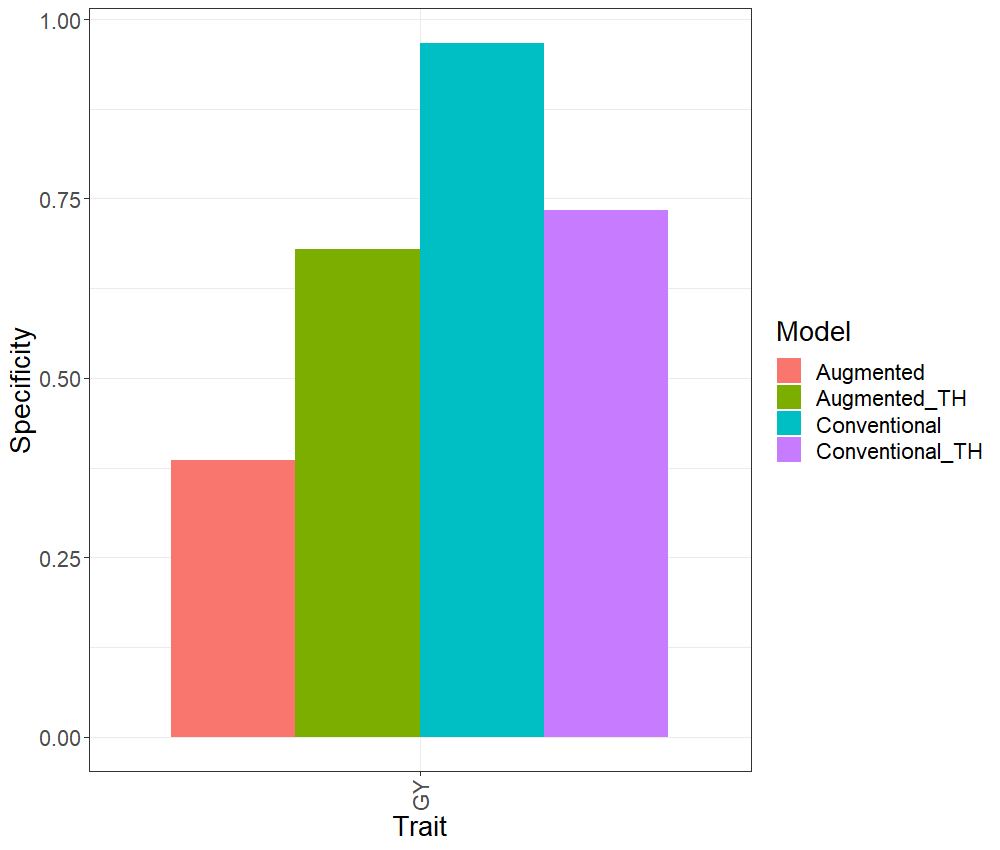 1.00
0.75
0.50
0.25
0.00
Specificity
GY
Trait
Model
Augmented
Augmented_TH
Conventional
Conventional_TH